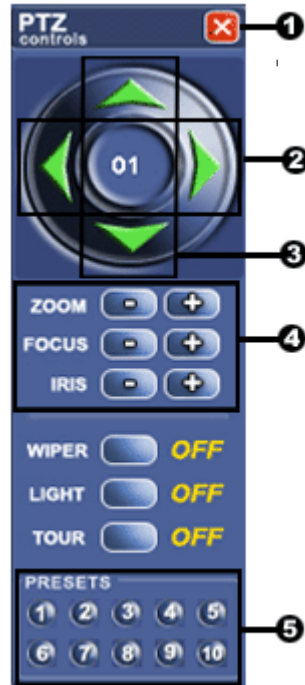 PTZ
controls
1
01
2
3
ZOOM - +
FOCUS - +
IRIS - +
4
WIPER OFF
LIGHT OFF
TOUR OFF
PRESETS
1 2 3 4 5
5
6 7 8 9 10